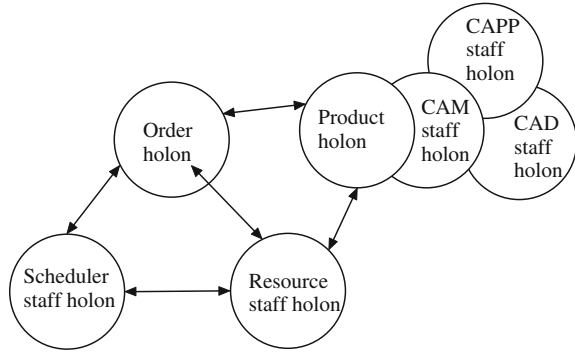 CAPP
staff
holon
Order
holon
Product
holon
CAM
staff
holon
CAD
staff
holon
Scheduler
staff holon
Resource
staff holon